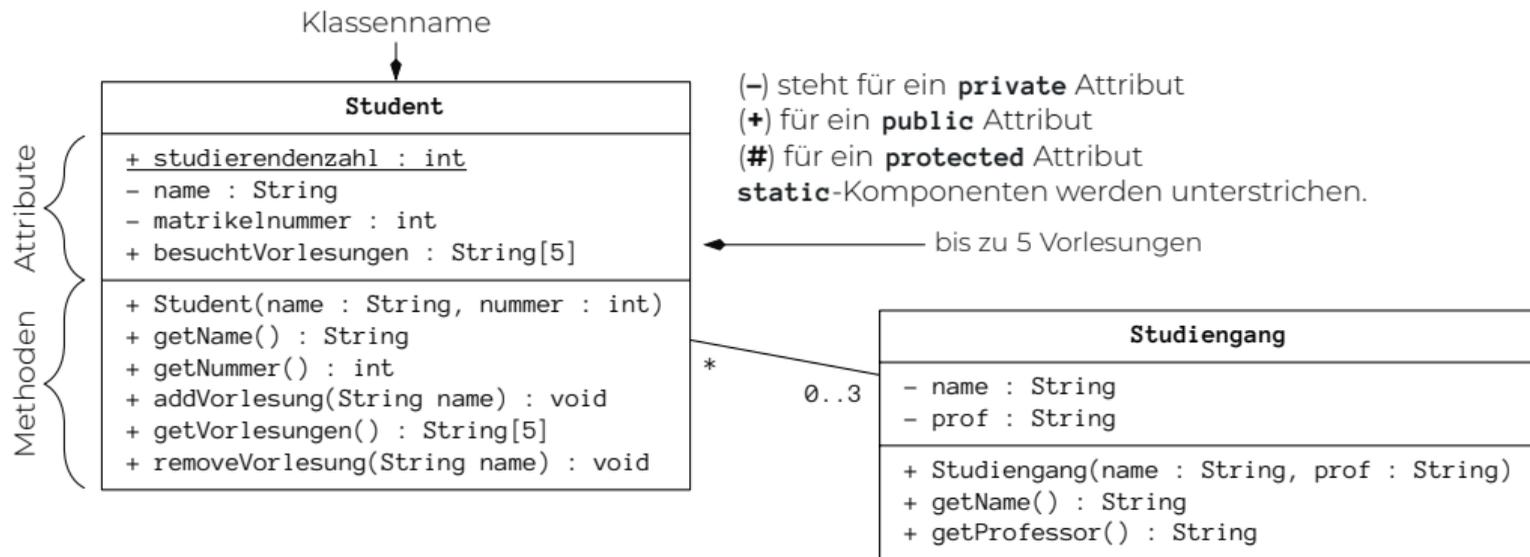 Klassenname
Student
Attribute
+ studierendenzahl : int
– name : String
– matrikelnummer : int
+ besuchtVorlesungen : String[5]
Methoden
+ Student(name : String, nummer : int)
+ getName() : String
+ getNummer() : int
+ addVorlesung(String name) : void
+ getVorlesungen() : String[5]
+ removeVorlesung(String name) : void
(–) steht für ein private Attribut
(+) für ein public Attribut
(#) für ein protected Attribut
static-Komponenten werden unterstrichen.
bis zu 5 Vorlesungen
*
0..3
Studiengang
– name : String
– prof : String
+ Studiengang(name : String, prof : String)
+ getName() : String
+ getProfessor() : String